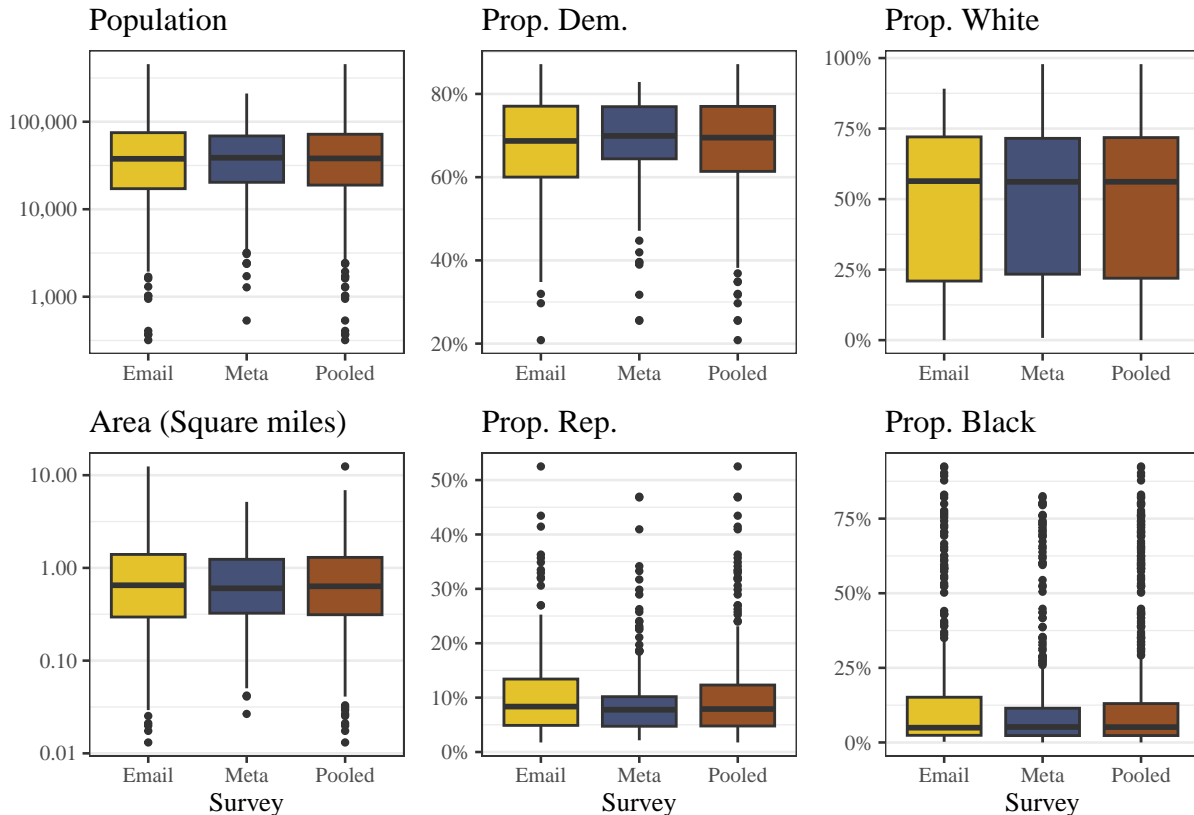 Population
100,000
10,000
1,000
Email Meta Pooled
Prop. Dem.
80%
60%
40%
20%
Email Meta Pooled
Prop. White
100%
75%
50%
25%
0%
Email Meta Pooled
Area (Square miles)
10.00
1.00
0.10
0.01
Email Meta Pooled
Survey
Prop. Rep.
50%
40%
30%
20%
10%
0%
Email Meta Pooled
Prop. Black
75%
50%
25%
0%
Email Meta Pooled
Survey